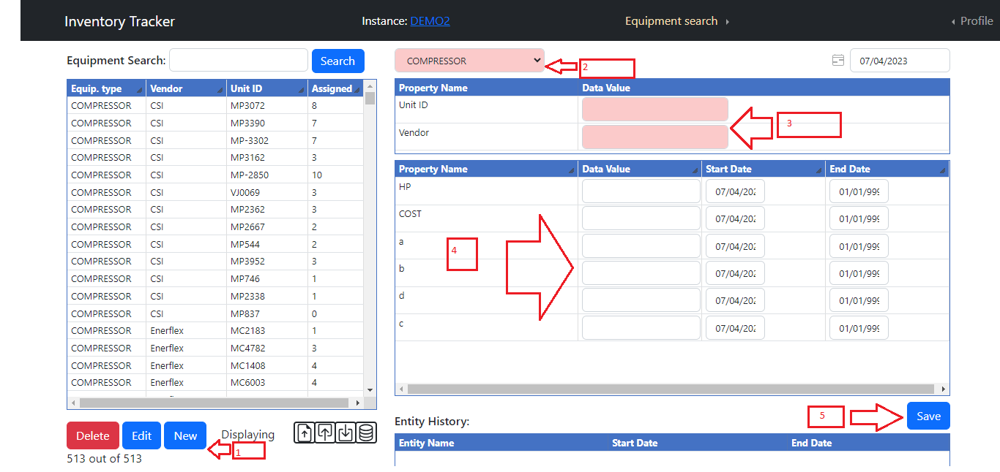 Inventory Tracker Instance: DEMO2 Equipment search Profile
Equipment Search: Search
Equip. type Vendor Unit ID Assigned
COMPRESSOR CSI MP3072 8
COMPRESSOR CSI MP3390 7
COMPRESSOR CSI MP-3302 7
COMPRESSOR CSI MP3162 3
COMPRESSOR CSI MP-2850 10
COMPRESSOR CSI VJ0069 3
COMPRESSOR CSI MP2362 3
COMPRESSOR CSI MP2667 2
COMPRESSOR CSI MP544 2
COMPRESSOR CSI MP3952 3
COMPRESSOR CSI MP746 1
COMPRESSOR CSI MP2338 1
COMPRESSOR CSI MP837 0
COMPRESSOR Enerflex MC2183 1
COMPRESSOR Enerflex MC4782 3
COMPRESSOR Enerflex MC1408 4
COMPRESSOR Enerflex MC6003 4
Delete Edit New Displaying
1
513 out of 513
COMPRESSOR 2 07/04/2023
Property Name Data Value
Unit ID
3
Vendor
Property Name Data Value Start Date End Date
HP 07/04/202 01/01/999
COST 07/04/202 01/01/999
a 07/04/202 01/01/999
4
b 07/04/202 01/01/999
d 07/04/202 01/01/999
c 07/04/202 01/01/999
5 Save
Entity History:
Entity Name Start Date End Date